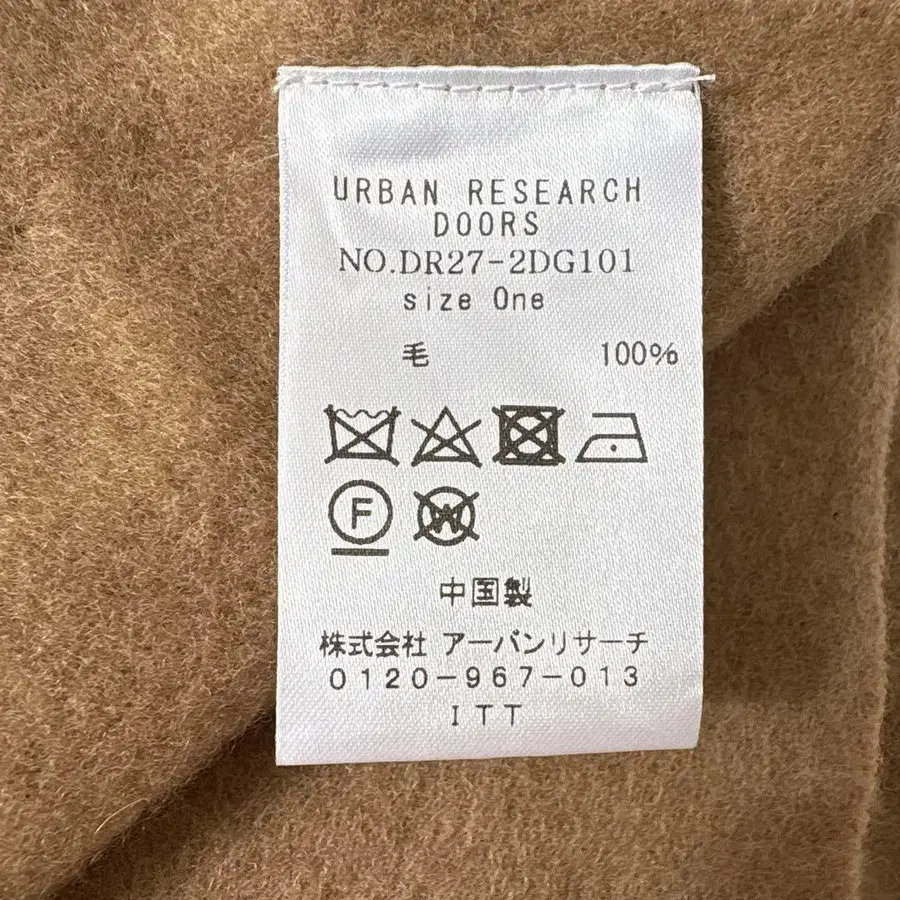 URBAN RESEARCH
DOORS
NO.DR27-2DG101
size One
毛 100%
F
W
中国製
株式会社 アーバンリサーチ
0120-967-013
ITT